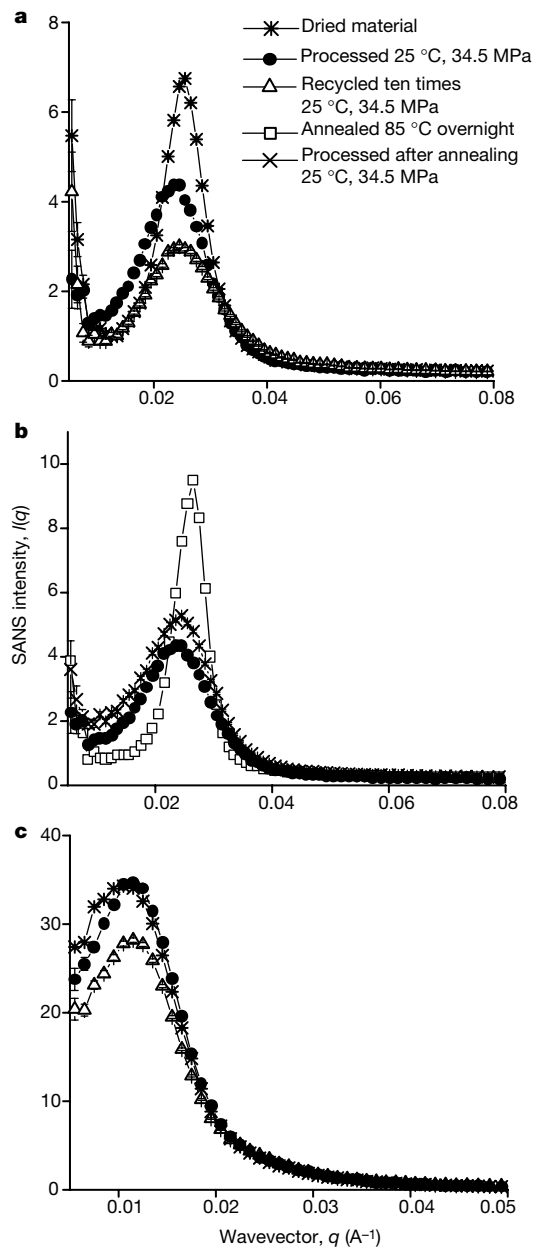 a
8
6
4
2
0
0.02
0.04
0.06
0.08
Dried material
Processed 25 °C, 34.5 MPa
Recycled ten times
25 °C, 34.5 MPa
Annealed 85 °C overnight
Processed after annealing
25 °C, 34.5 MPa
b
SANS intensity, I(q)
10
8
6
4
2
0
0.02
0.04
0.06
0.08
c
40
30
20
10
0
0.01
0.02
0.03
0.04
0.05
Wavevector, q (A⁻¹)